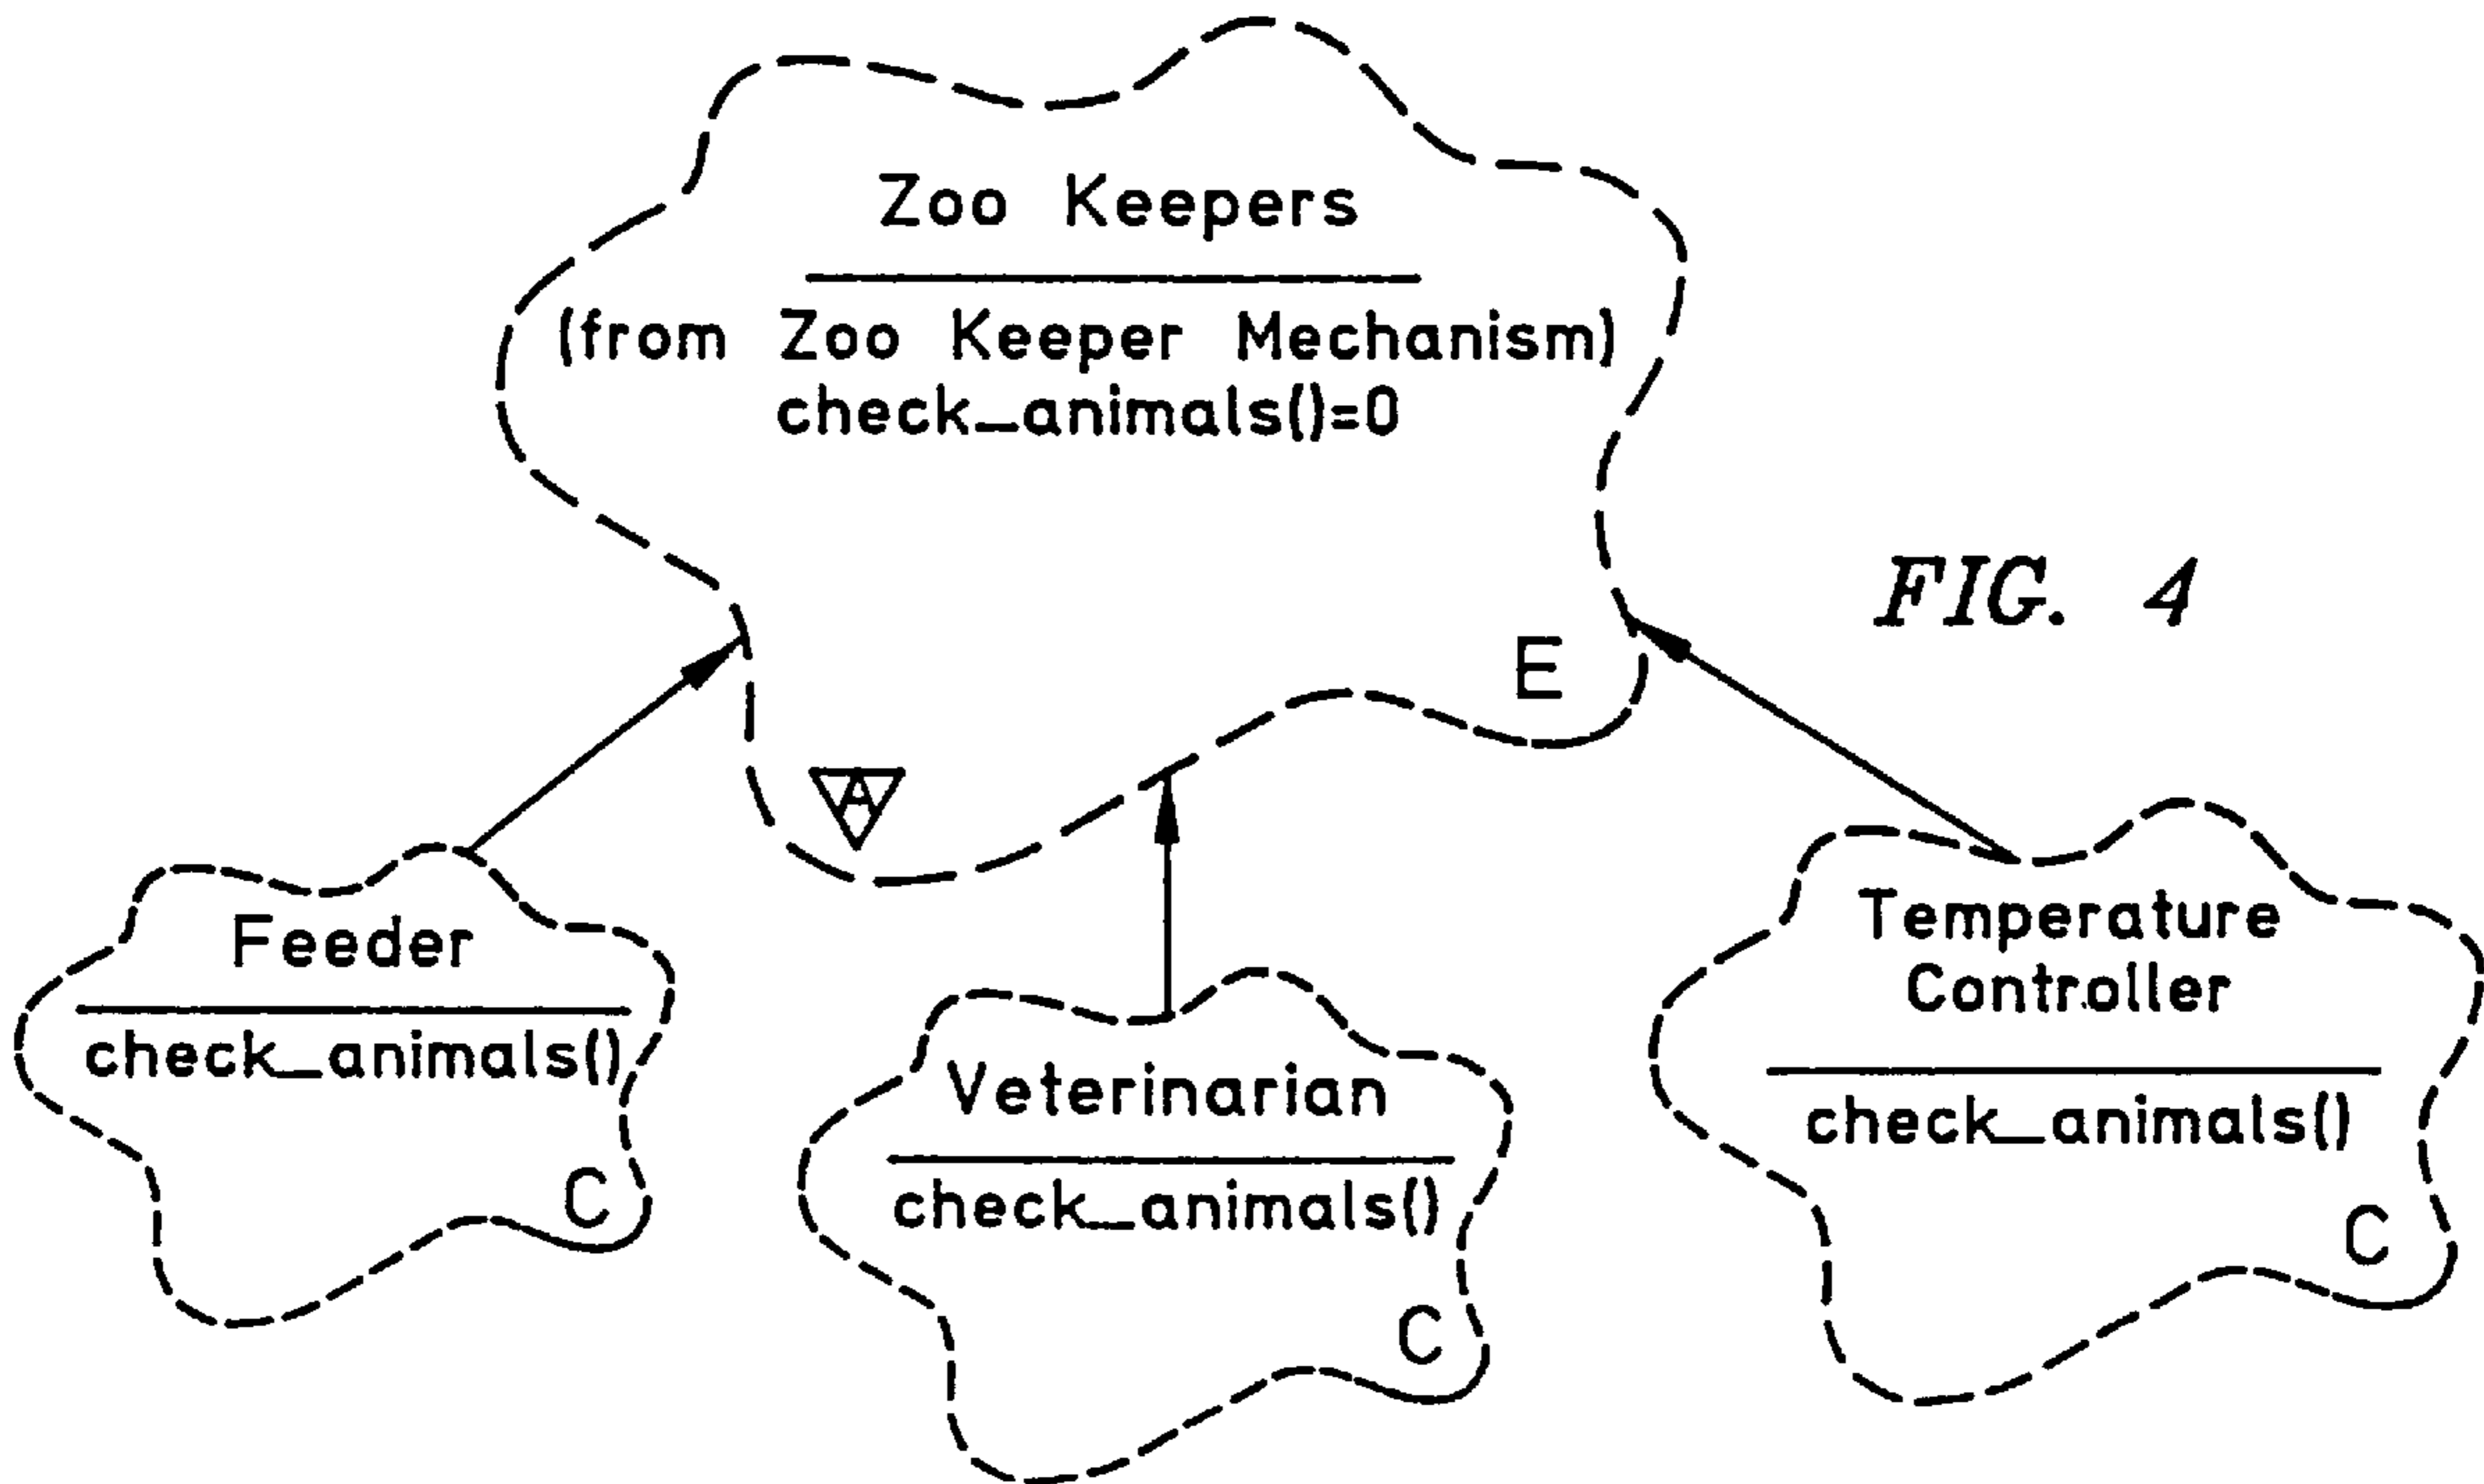 Zoo Keepers
(from Zoo Keeper Mechanism)
check_animals()=0
FIG. 4
E
A
Feeder
check_animals()
C
Veterinarian
check_animals()
C
Temperature
Controller
check_animals()
C